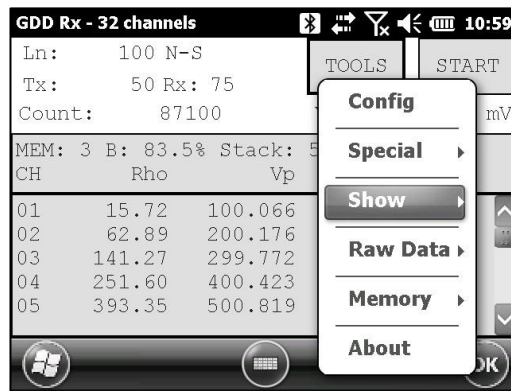 GDD Rx - 32 channels 10:59
Ln: 100 N-S
TOOLS START
Tx: 50 Rx: 75
Count: 87100 mV
MEM: 3 B: 83.5% Stack: 5
CH Rho Vp
01 15.72 100.066
02 62.89 200.176
03 141.27 299.772
04 251.60 400.423
05 393.35 500.819
Config
Special
Show
Raw Data
Memory
About
OK